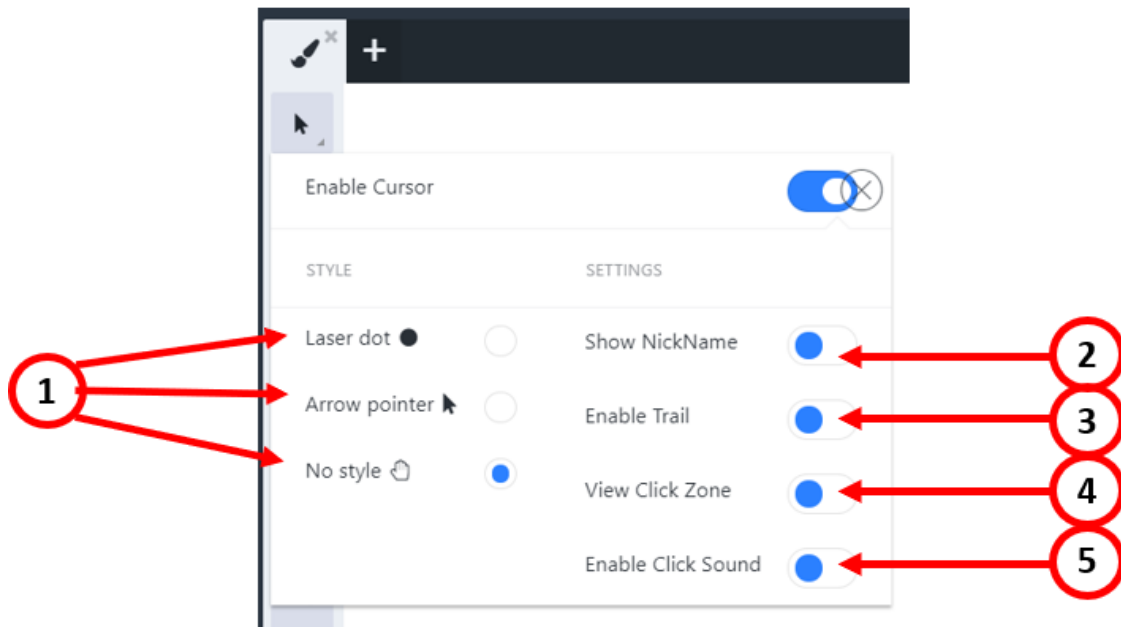 Enable Cursor
STYLE
SETTINGS
Laser dot
Show NickName
Arrow pointer
Enable Trail
No style
View Click Zone
Enable Click Sound
1
2
3
4
5